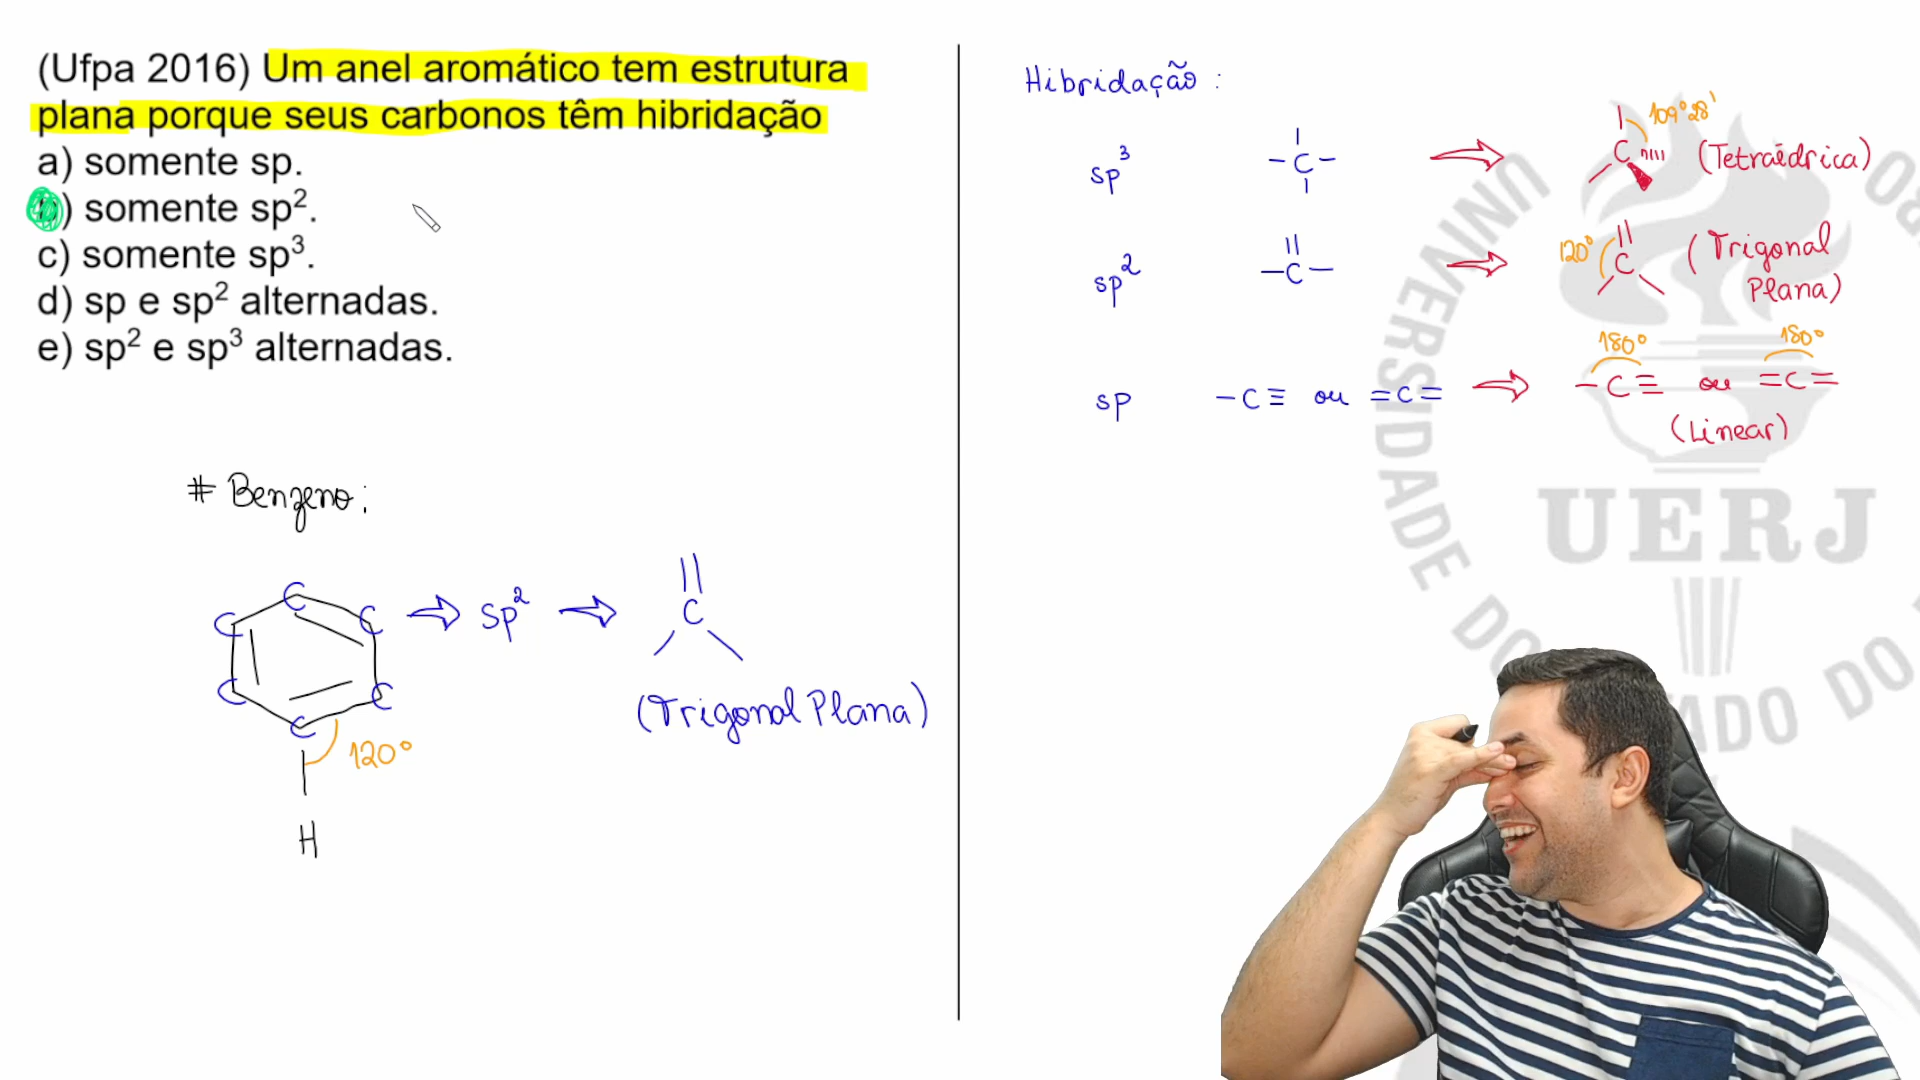 (Ufpa 2016) Um anel aromático tem estrutura
plana porque seus carbonos têm hibridação
a) somente sp.
) somente sp².
c) somente sp³.
d) sp e sp² alternadas.
e) sp² e sp³ alternadas.
# Benzeno:
C
C C → sp² → C
C C
C
120°
H
(Trigonal Plana)
Hibridação:
sp³ –C– → C 109°28' (Tetraédrica)
sp² –C– → 120° C (Trigonal
Plana)
180° 180°
sp –C≡ ou =C= → –C≡ ou =C=
(Linear)
UNIVERSIDADE DO
UERJ
ADO DO
RO